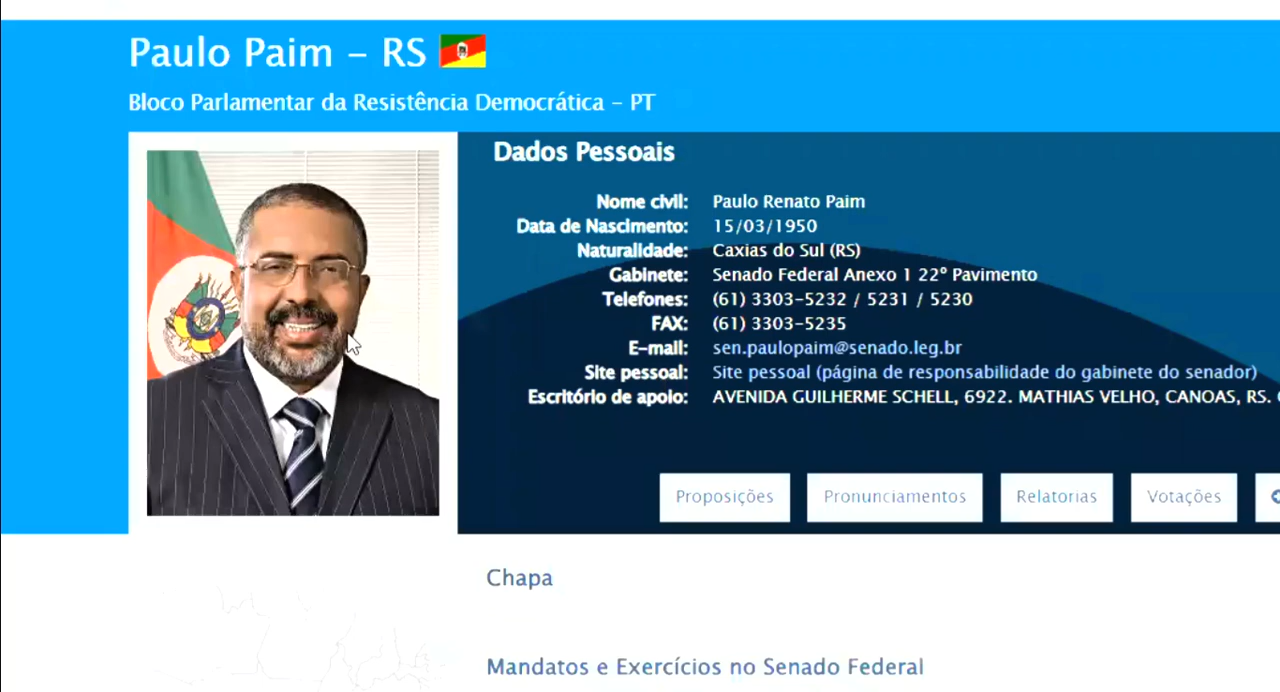 Paulo Paim – RS
Bloco Parlamentar da Resistência Democrática – PT
Dados Pessoais
Nome civil: Paulo Renato Paim
Data de Nascimento: 15/03/1950
Naturalidade: Caxias do Sul (RS)
Gabinete: Senado Federal Anexo 1 22º Pavimento
Telefones: (61) 3303-5232 / 5231 / 5230
FAX: (61) 3303-5235
E-mail: sen.paulopaim@senado.leg.br
Site pessoal: Site pessoal (página de responsabilidade do gabinete do senador)
Escritório de apoio: AVENIDA GUILHERME SCHELL, 6922. MATHIAS VELHO, CANOAS, RS.
Proposições Pronunciamentos Relatorias Votações
Chapa
Mandatos e Exercícios no Senado Federal